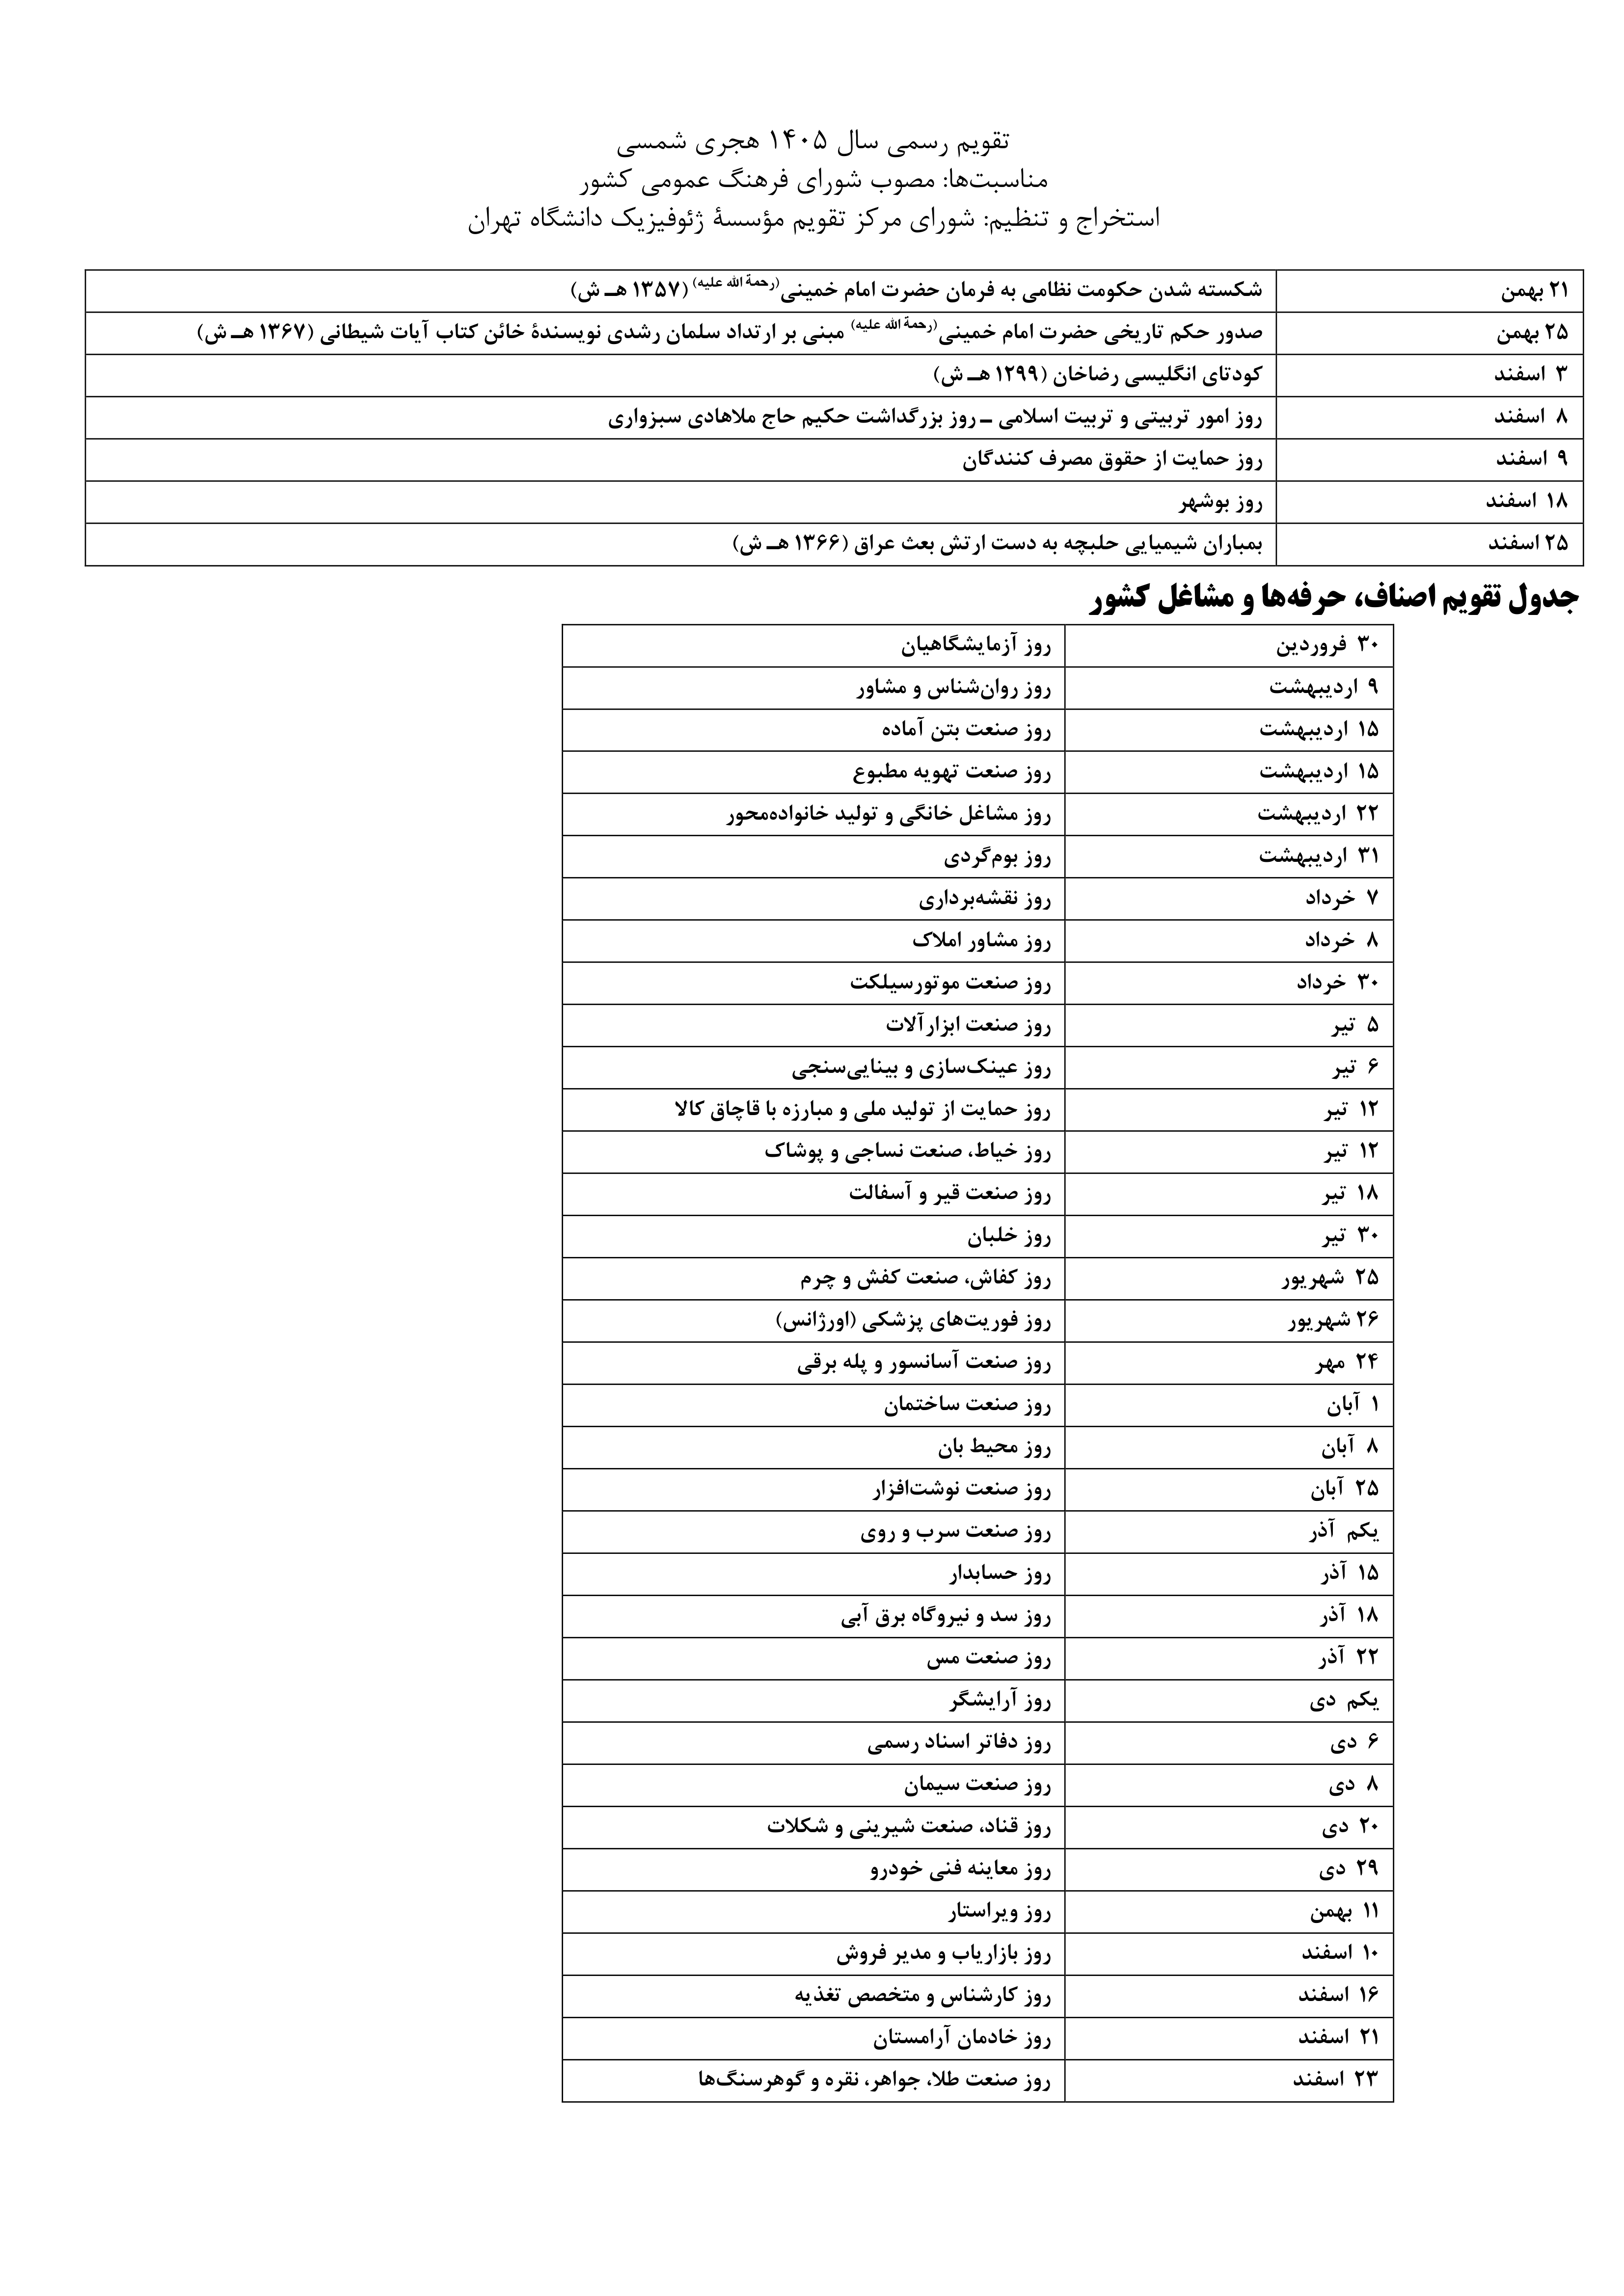 تقویم رسمی سال ۱۴۰۵ هجری شمسی
مناسبت‌ها: مصوب شورای فرهنگ عمومی کشور
استخراج و تنظیم: شورای مرکز تقویم مؤسسهٔ ژئوفیزیک دانشگاه تهران
۲۱ بهمن شکسته شدن حکومت نظامی به فرمان حضرت امام خمینی(رحمة الله علیه) (۱۳۵۷ هـ ش)
۲۵ بهمن صدور حکم تاریخی حضرت امام خمینی(رحمة الله علیه) مبنی بر ارتداد سلمان رشدی نویسندهٔ خائن کتاب آیات شیطانی (۱۳۶۷ هـ ش)
۳ اسفند کودتای انگلیسی رضاخان (۱۲۹۹ هـ ش)
۸ اسفند روز امور تربیتی و تربیت اسلامی ـ روز بزرگداشت حکیم حاج ملاهادی سبزواری
۹ اسفند روز حمایت از حقوق مصرف کنندگان
۱۸ اسفند روز بوشهر
۲۵ اسفند بمباران شیمیایی حلبچه به دست ارتش بعث عراق (۱۳۶۶ هـ ش)
جدول تقویم اصناف، حرفه‌ها و مشاغل کشور
۳۰ فروردین روز آزمایشگاهیان
۹ اردیبهشت روز روان‌شناس و مشاور
۱۵ اردیبهشت روز صنعت بتن آماده
۱۵ اردیبهشت روز صنعت تهویه مطبوع
۲۲ اردیبهشت روز مشاغل خانگی و تولید خانواده‌محور
۳۱ اردیبهشت روز بوم‌گردی
۷ خرداد روز نقشه‌برداری
۸ خرداد روز مشاور املاک
۳۰ خرداد روز صنعت موتورسیلکت
۵ تیر روز صنعت ابزارآلات
۶ تیر روز عینک‌سازی و بینایی‌سنجی
۱۲ تیر روز حمایت از تولید ملی و مبارزه با قاچاق کالا
۱۲ تیر روز خیاط، صنعت نساجی و پوشاک
۱۸ تیر روز صنعت قیر و آسفالت
۳۰ تیر روز خلبان
۲۵ شهریور روز کفاش، صنعت کفش و چرم
۲۶ شهریور روز فوریت‌های پزشکی (اورژانس)
۲۴ مهر روز صنعت آسانسور و پله برقی
۱ آبان روز صنعت ساختمان
۸ آبان روز محیط بان
۲۵ آبان روز صنعت نوشت‌افزار
یکم آذر روز صنعت سرب و روی
۱۵ آذر روز حسابدار
۱۸ آذر روز سد و نیروگاه برق آبی
۲۲ آذر روز صنعت مس
یکم دی روز آرایشگر
۶ دی روز دفاتر اسناد رسمی
۸ دی روز صنعت سیمان
۲۰ دی روز قناد، صنعت شیرینی و شکلات
۲۹ دی روز معاینه فنی خودرو
۱۱ بهمن روز ویراستار
۱۰ اسفند روز بازاریاب و مدیر فروش
۱۶ اسفند روز کارشناس و متخصص تغذیه
۲۱ اسفند روز خادمان آرامستان
۲۳ اسفند روز صنعت طلا، جواهر، نقره و گوهرسنگ‌ها